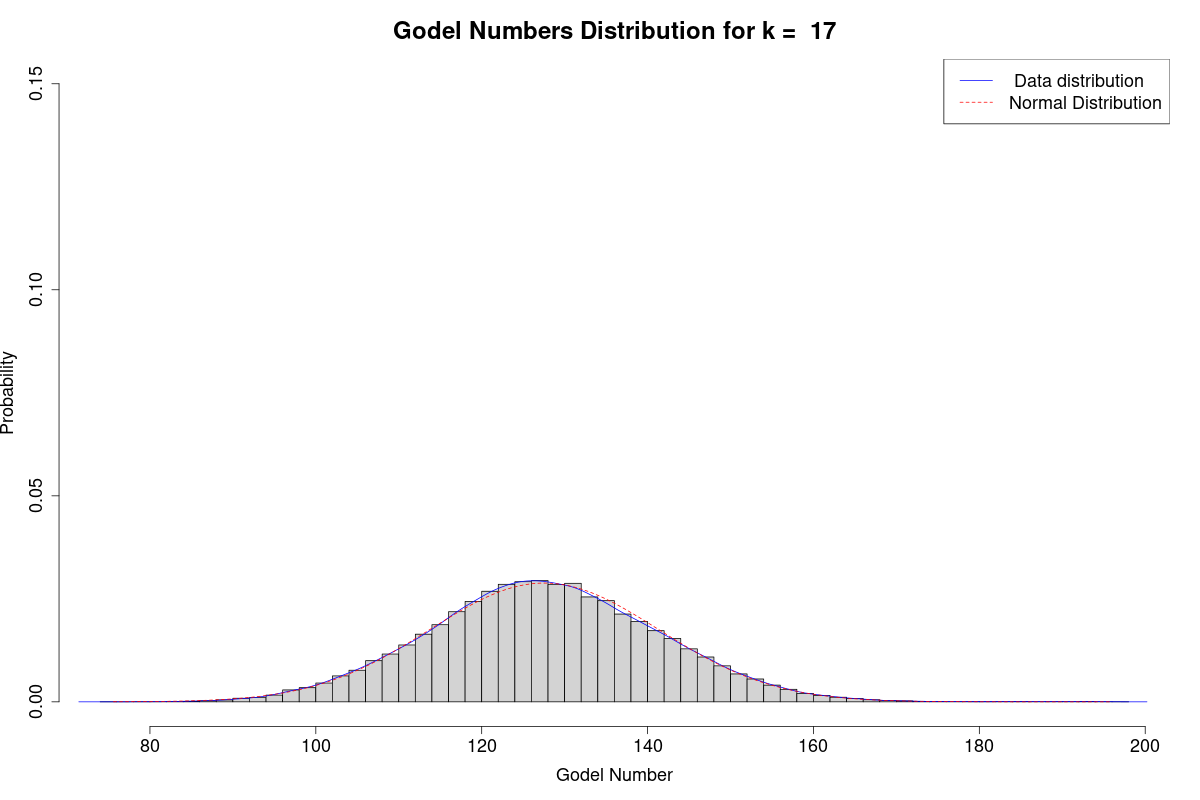 Godel Numbers Distribution for k =  17
Data distribution
Normal Distribution
Probability
0.15
0.10
0.05
0.00
80 100 120 140 160 180 200
Godel Number